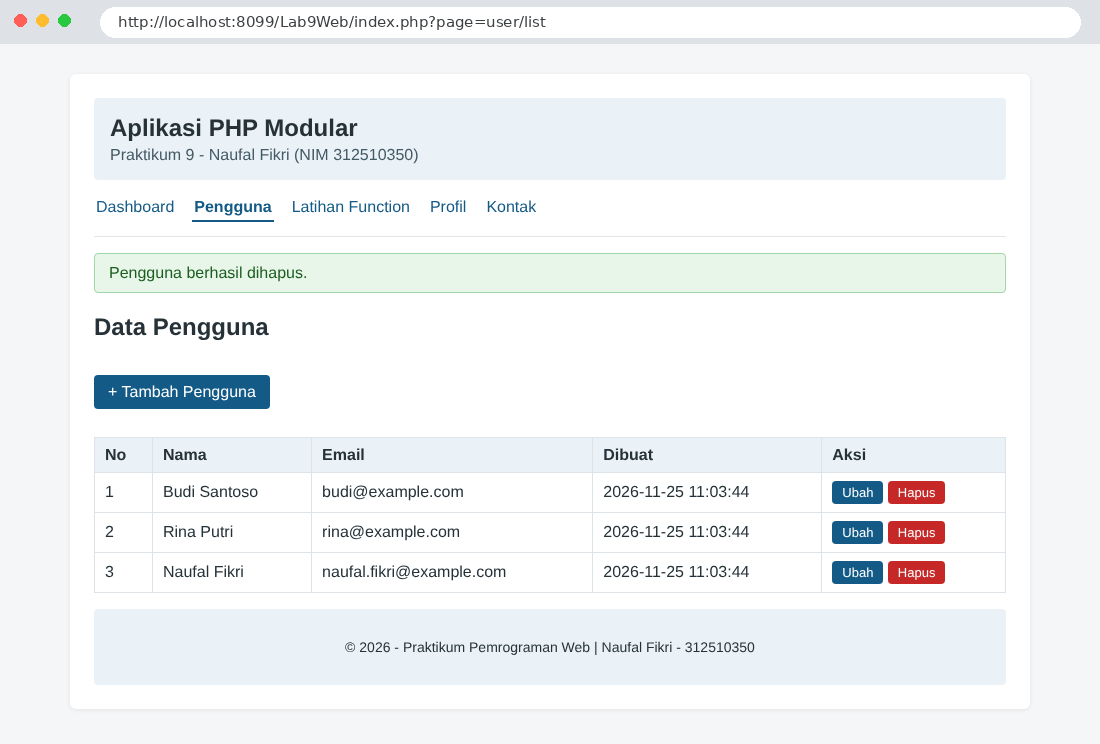 http://localhost:8099/Lab9Web/index.php?page=user/list
Aplikasi PHP Modular
Praktikum 9 - Naufal Fikri (NIM 312510350)
Dashboard Pengguna Latihan Function Profil Kontak
Pengguna berhasil dihapus.
Data Pengguna
+ Tambah Pengguna
No Nama Email Dibuat Aksi
1 Budi Santoso budi@example.com 2026-11-25 11:03:44 Ubah Hapus
2 Rina Putri rina@example.com 2026-11-25 11:03:44 Ubah Hapus
3 Naufal Fikri naufal.fikri@example.com 2026-11-25 11:03:44 Ubah Hapus
© 2026 - Praktikum Pemrograman Web | Naufal Fikri - 312510350